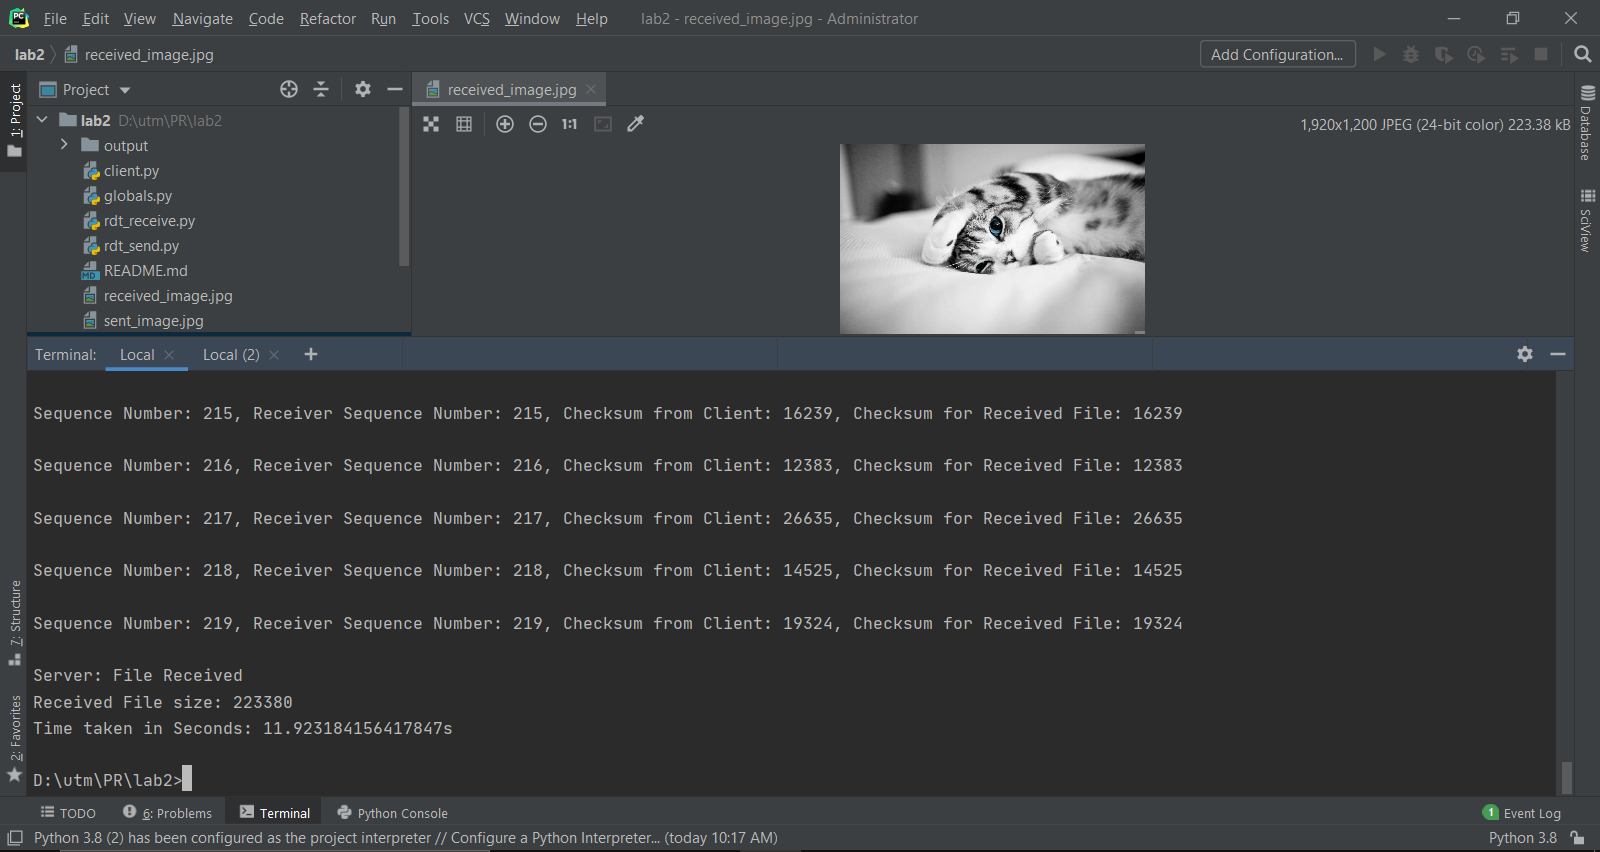 PC File Edit View Navigate Code Refactor Run Tools VCS Window Help lab2 - received_image.jpg - Administrator
lab2 received_image.jpg Add Configuration...
1: Project
Project
received_image.jpg
lab2 D:\utm\PR\lab2
1:1 1,920x1,200 JPEG (24-bit color) 223.38 kB
output
client.py
globals.py
rdt_receive.py
rdt_send.py
MD README.md
received_image.jpg
sent_image.jpg
Database
SciView
Terminal: Local Local (2)
Sequence Number: 215, Receiver Sequence Number: 215, Checksum from Client: 16239, Checksum for Received File: 16239
Sequence Number: 216, Receiver Sequence Number: 216, Checksum from Client: 12383, Checksum for Received File: 12383
Sequence Number: 217, Receiver Sequence Number: 217, Checksum from Client: 26635, Checksum for Received File: 26635
Sequence Number: 218, Receiver Sequence Number: 218, Checksum from Client: 14525, Checksum for Received File: 14525
Sequence Number: 219, Receiver Sequence Number: 219, Checksum from Client: 19324, Checksum for Received File: 19324
Server: File Received
Received File size: 223380
Time taken in Seconds: 11.923184156417847s
D:\utm\PR\lab2>
7: Structure
2: Favorites
TODO 6: Problems Terminal Python Console 1 Event Log
Python 3.8 (2) has been configured as the project interpreter // Configure a Python Interpreter... (today 10:17 AM) Python 3.8